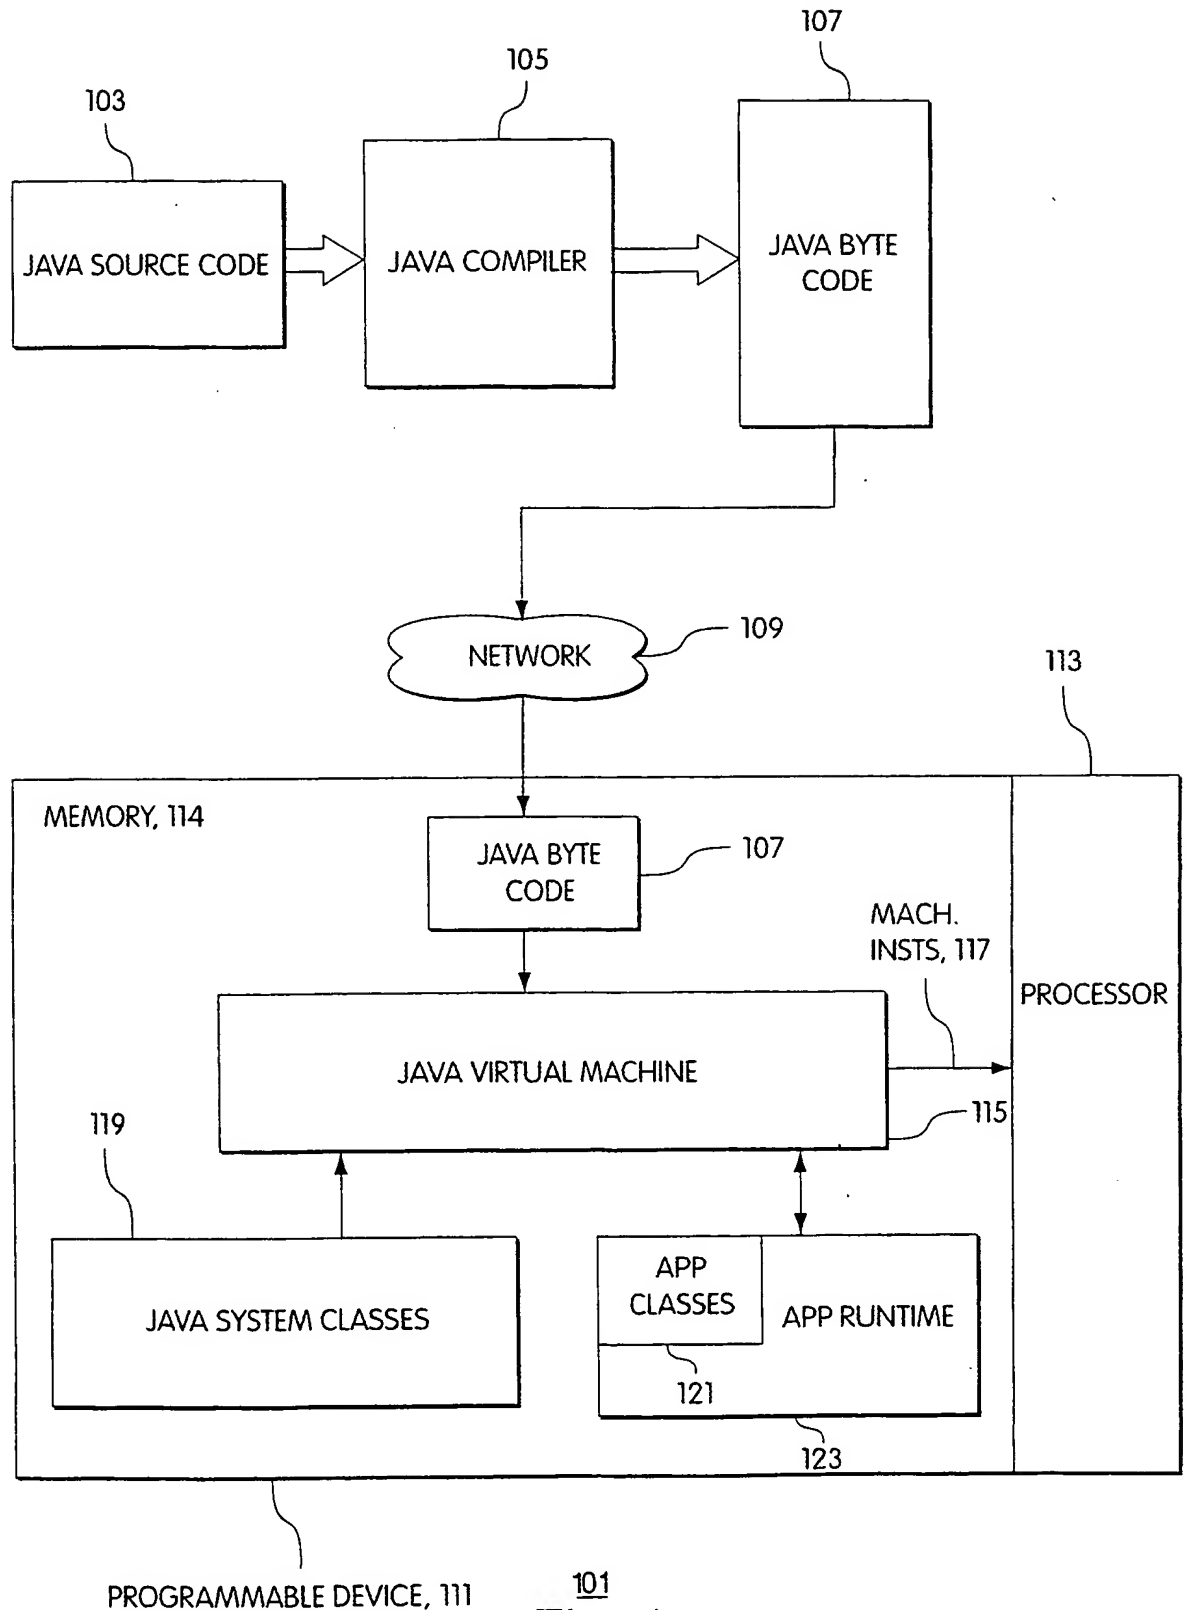 107
105
103
JAVA SOURCE CODE
JAVA COMPILER
JAVA BYTE
CODE
NETWORK
109
113
MEMORY, 114
JAVA BYTE
CODE
107
MACH.
INSTS, 117
PROCESSOR
JAVA VIRTUAL MACHINE
115
119
JAVA SYSTEM CLASSES
APP
CLASSES
APP RUNTIME
121
123
PROGRAMMABLE DEVICE, 111
101